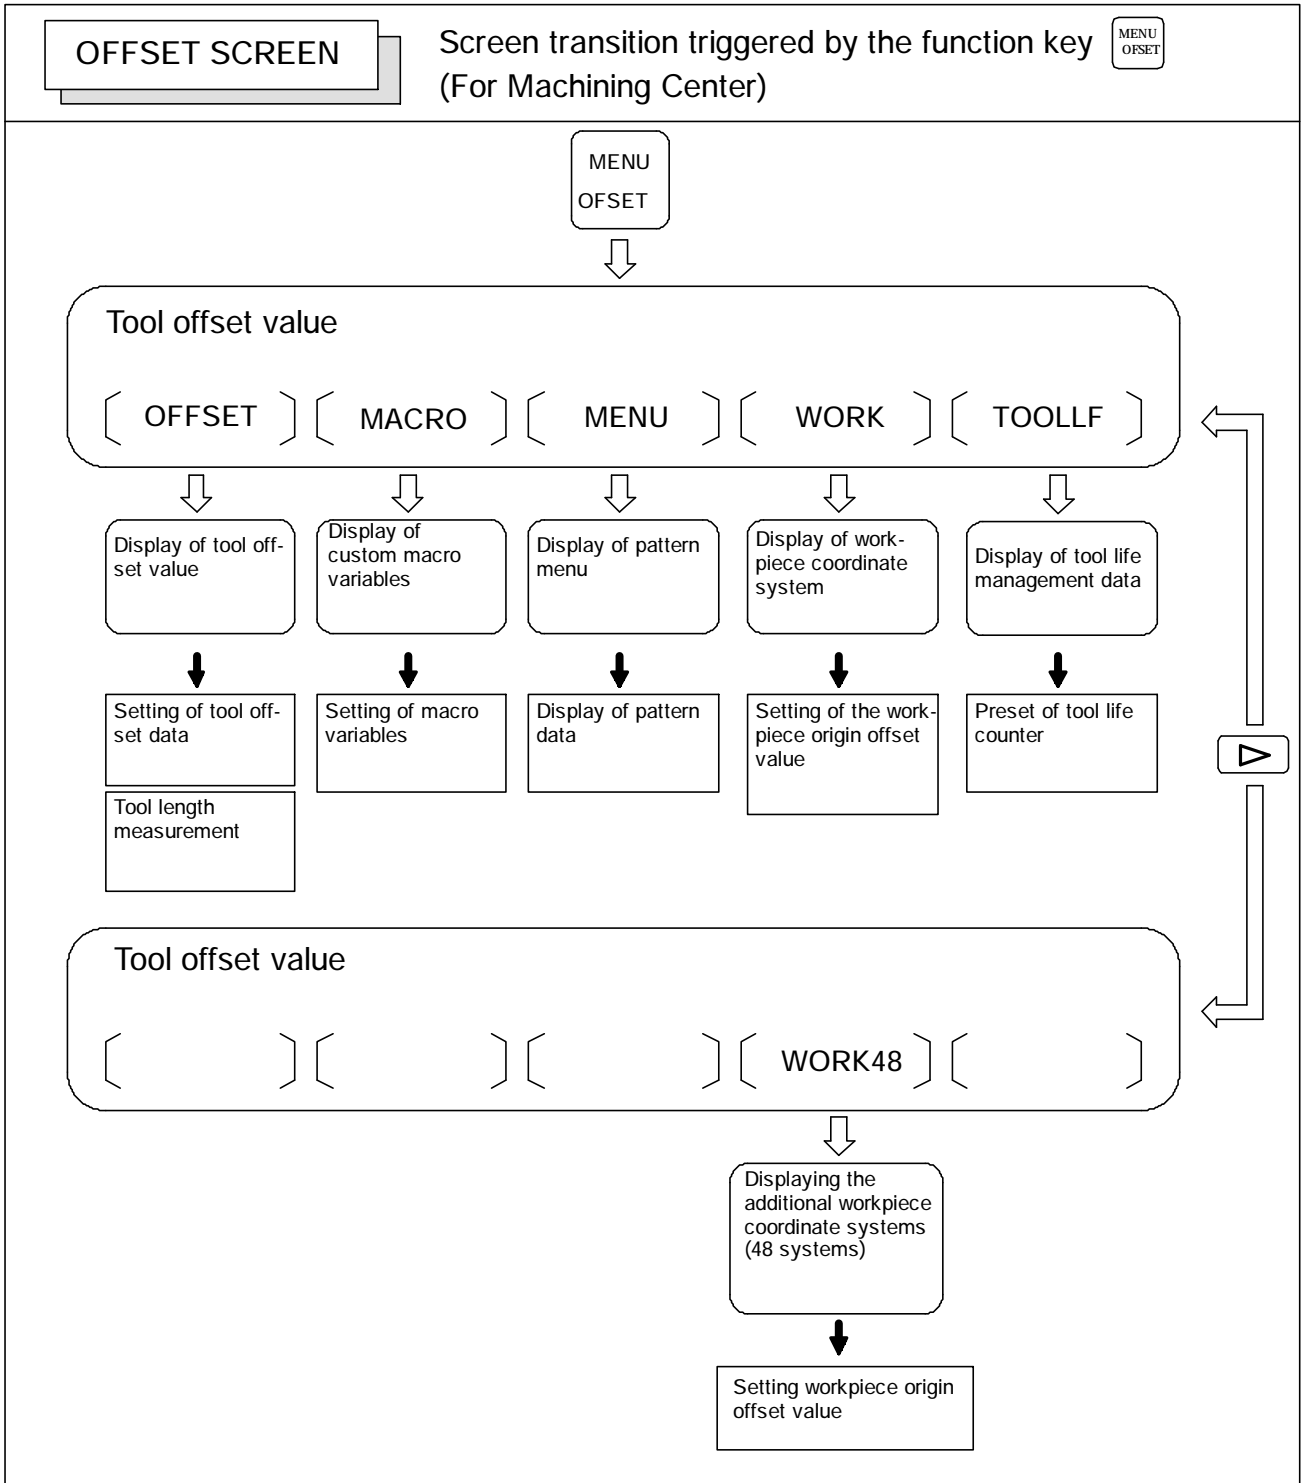 OFFSET SCREEN
Screen transition triggered by the function key
(For Machining Center)
MENU
OFSET
MENU
OFSET
Tool offset value
OFFSET
MACRO
MENU
WORK
TOOLLF
Display of tool off-
set value
Display of
custom macro
variables
Display of pattern
menu
Display of work-
piece coordinate
system
Display of tool life
management data
Setting of tool off-
set data
Setting of macro
variables
Display of pattern
data
Setting of the work-
piece origin offset
value
Preset of tool life
counter
Tool length
measurement
Tool offset value
WORK48
Displaying the
additional workpiece
coordinate systems
(48 systems)
Setting workpiece origin
offset value